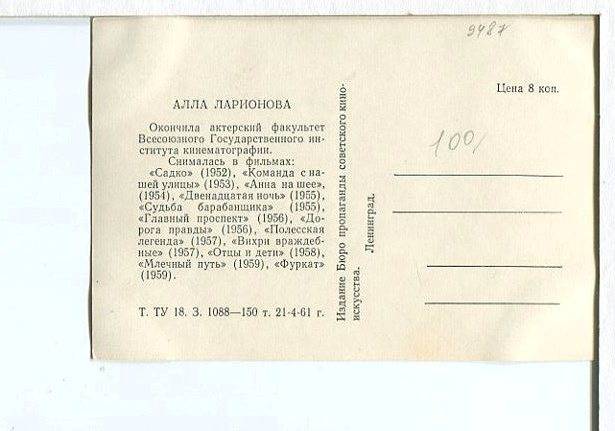 9487
Цена 8 коп.
100/
АЛЛА ЛАРИОНОВА
Окончила актерский факультет
Всесоюзного Государственного ин-
ститута кинематографии.
Снималась в фильмах:
«Садко» (1952), «Команда с на-
шей улицы» (1953), «Анна на шее»,
(1954), «Двенадцатая ночь» (1955),
«Судьба барабанщика» (1955),
«Главный проспект» (1956), «До-
рога правды» (1956), «Полесская
легенда» (1957), «Вихри враждеб-
ные» (1957), «Отцы и дети» (1958),
«Млечный путь» (1959), «Фуркат»
(1959).
Т. ТУ 18. З. 1088—150 т. 21-4-61 г.
Издание Бюро пропаганды советского кино-
искусства.
Ленинград.